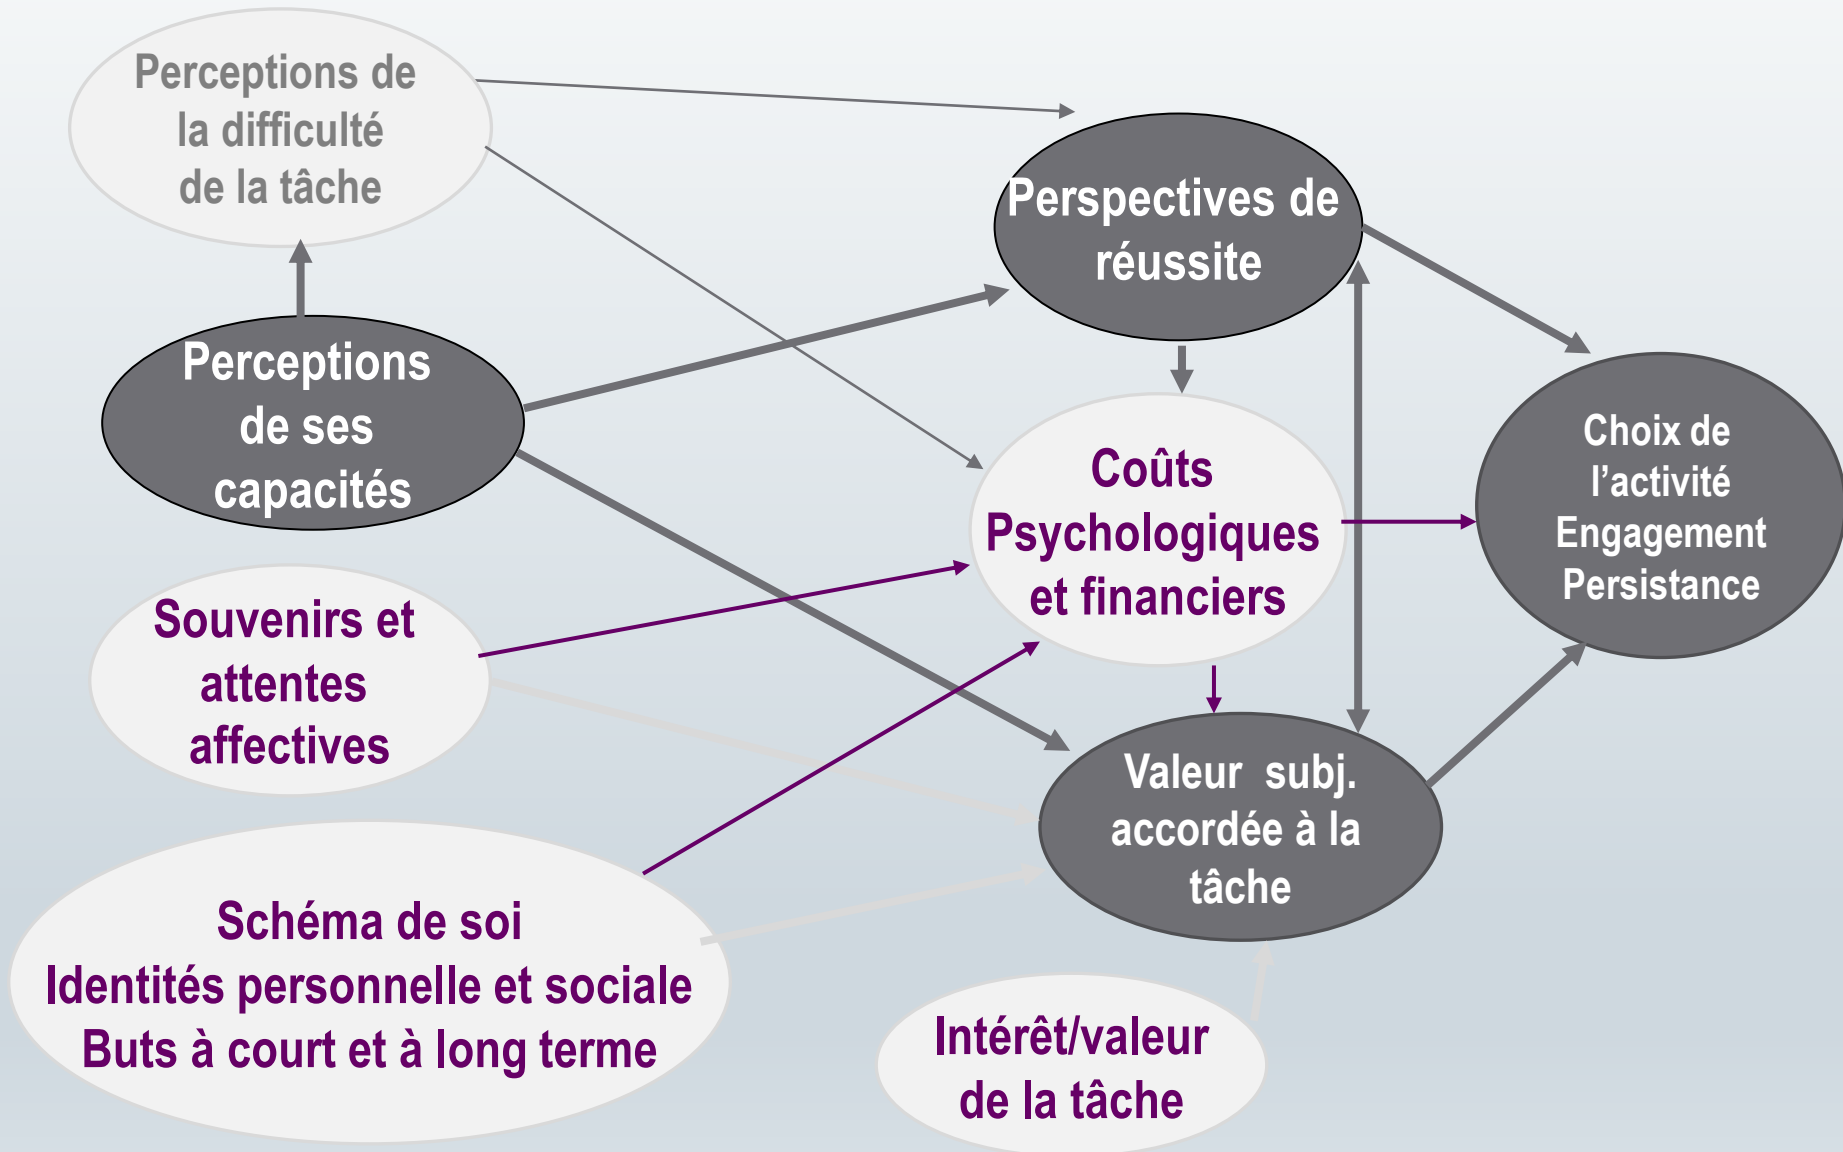 Perceptions de
la difficulté
de la tâche
Perspectives de
réussite
Perceptions
de ses
capacités
Choix de
l’activité
Engagement
Persistance
Coûts
Psychologiques
et financiers
Souvenirs et
attentes
affectives
Valeur subj.
accordée à la
tâche
Schéma de soi
Identités personnelle et sociale
Buts à court et à long terme
Intérêt/valeur
de la tâche